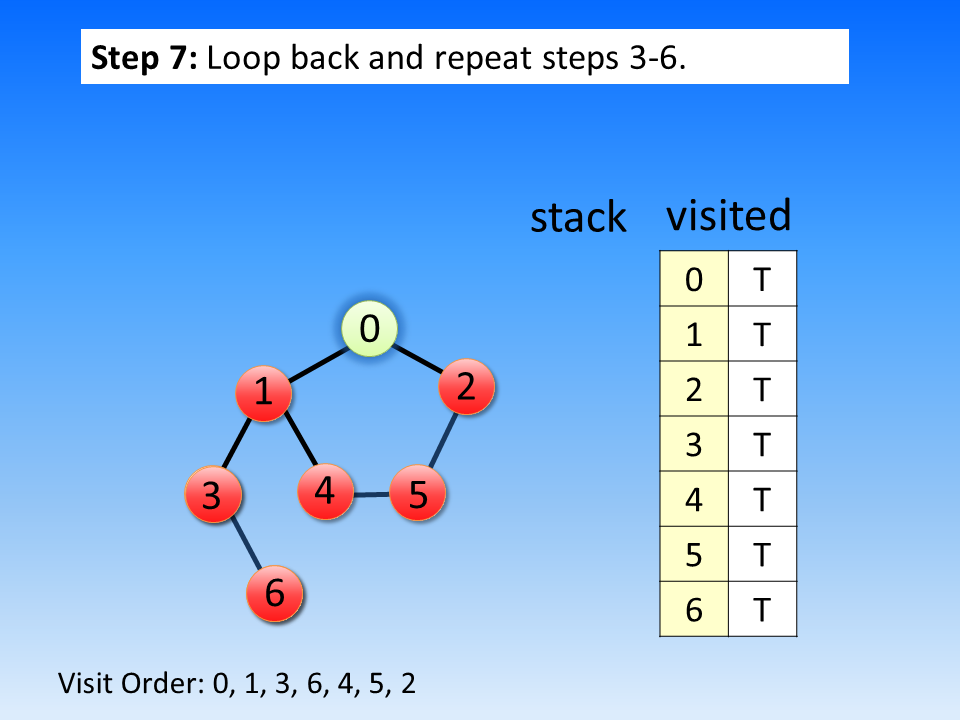 Step 7: Loop back and repeat steps 3-6.
stack visited
0 T
1 T
2 T
3 T
4 T
5 T
6 T
0
1
2
3
4
5
6
Visit Order: 0, 1, 3, 6, 4, 5, 2